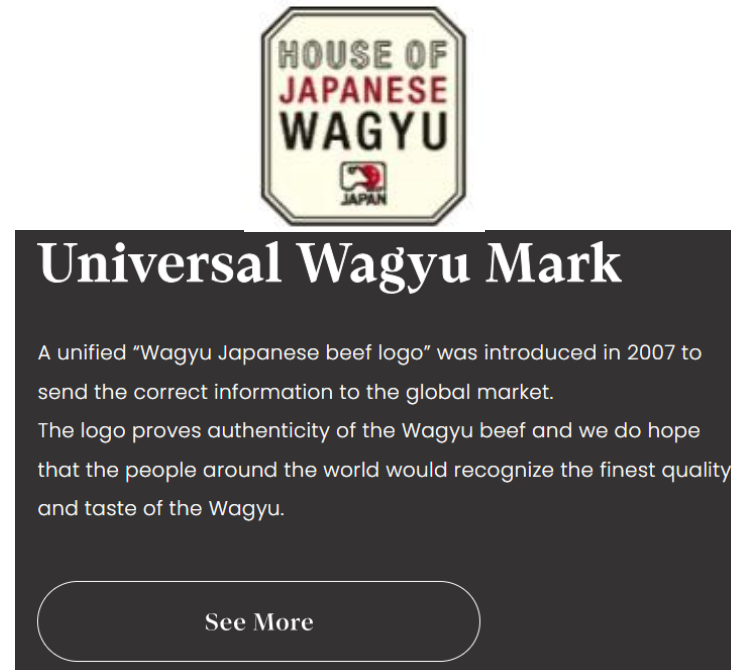 HOUSE OF
JAPANESE
WAGYU
JAPAN
Universal Wagyu Mark
A unified “Wagyu Japanese beef logo” was introduced in 2007 to
send the correct information to the global market.
The logo proves authenticity of the Wagyu beef and we do hope
that the people around the world would recognize the finest quality
and taste of the Wagyu.
See More